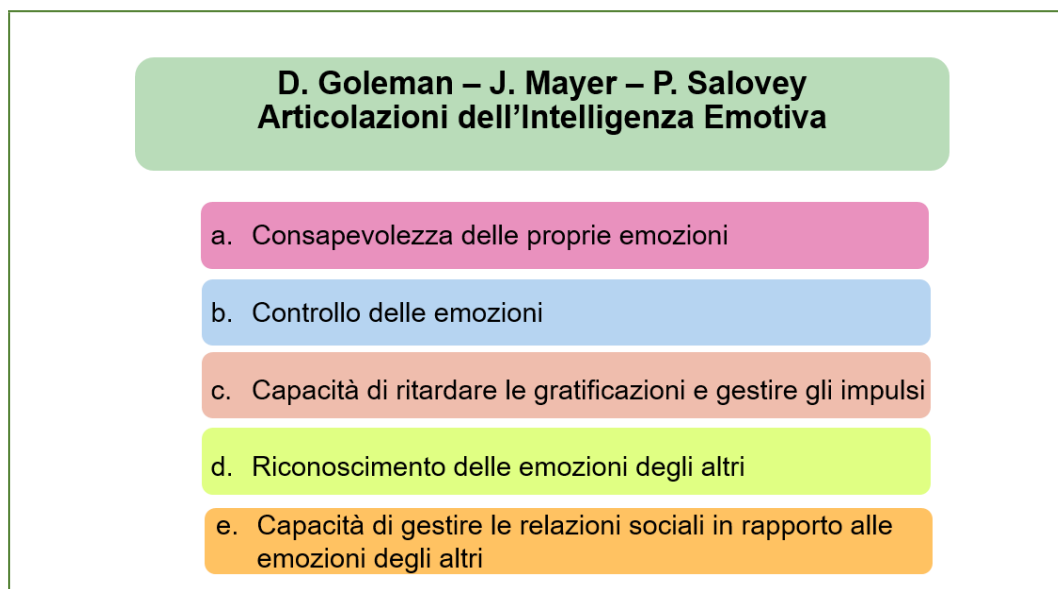 D. Goleman – J. Mayer – P. Salovey
Articolazioni dell’Intelligenza Emotiva
a. Consapevolezza delle proprie emozioni
b. Controllo delle emozioni
c. Capacità di ritardare le gratificazioni e gestire gli impulsi
d. Riconoscimento delle emozioni degli altri
e. Capacità di gestire le relazioni sociali in rapporto alle
emozioni degli altri